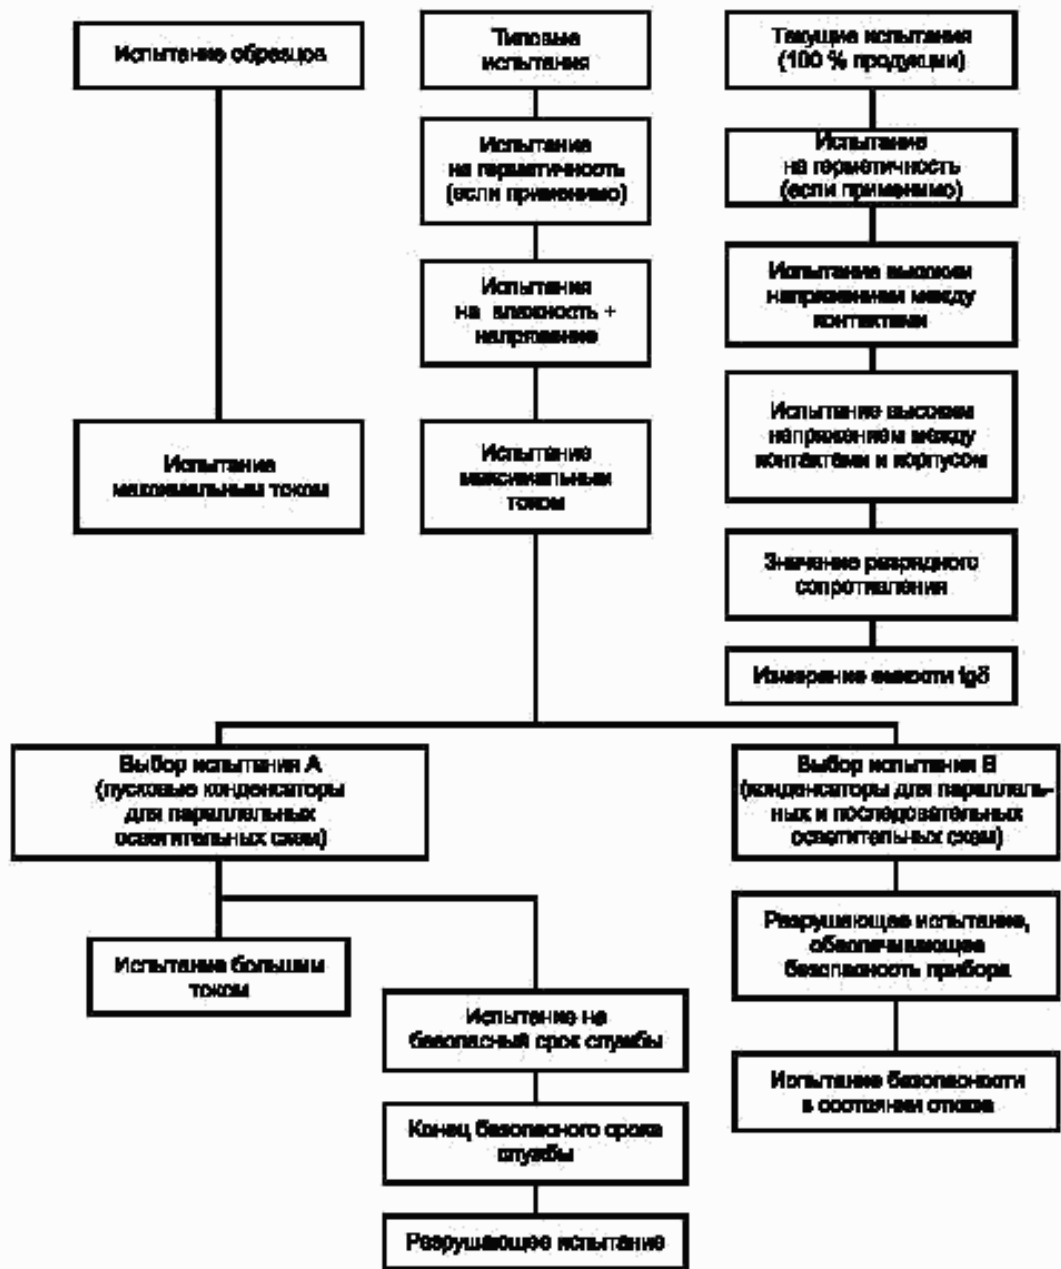 Испытание образцов
Типовые
испытания
Текущие испытания
(100 % продукции)
Испытание
на герметичность
(если применимо)
Испытание
на герметичность
(если применимо)
Испытания
на влажность +
напряжение
Испытание высоким
напряжением между
контактами
Испытание высоким
напряжением между
контактами и корпусом
Испытание
максимальным током
Испытание
максимальным
током
Значение разрядного
сопротивления
Измерение емкости tgδ
Выбор испытания А
(пусковые конденсаторы
для параллельных
осветительных схем)
Выбор испытания В
(конденсаторы для параллель-
ных и последовательных
осветительных схем)
Испытание большим
током
Испытание на
безопасный срок службы
Конец безопасного срока
службы
Разрушающее испытание
Разрушающее испытание,
обеспечивающее
безопасность прибора
Испытание безопасности
в состоянии отказа